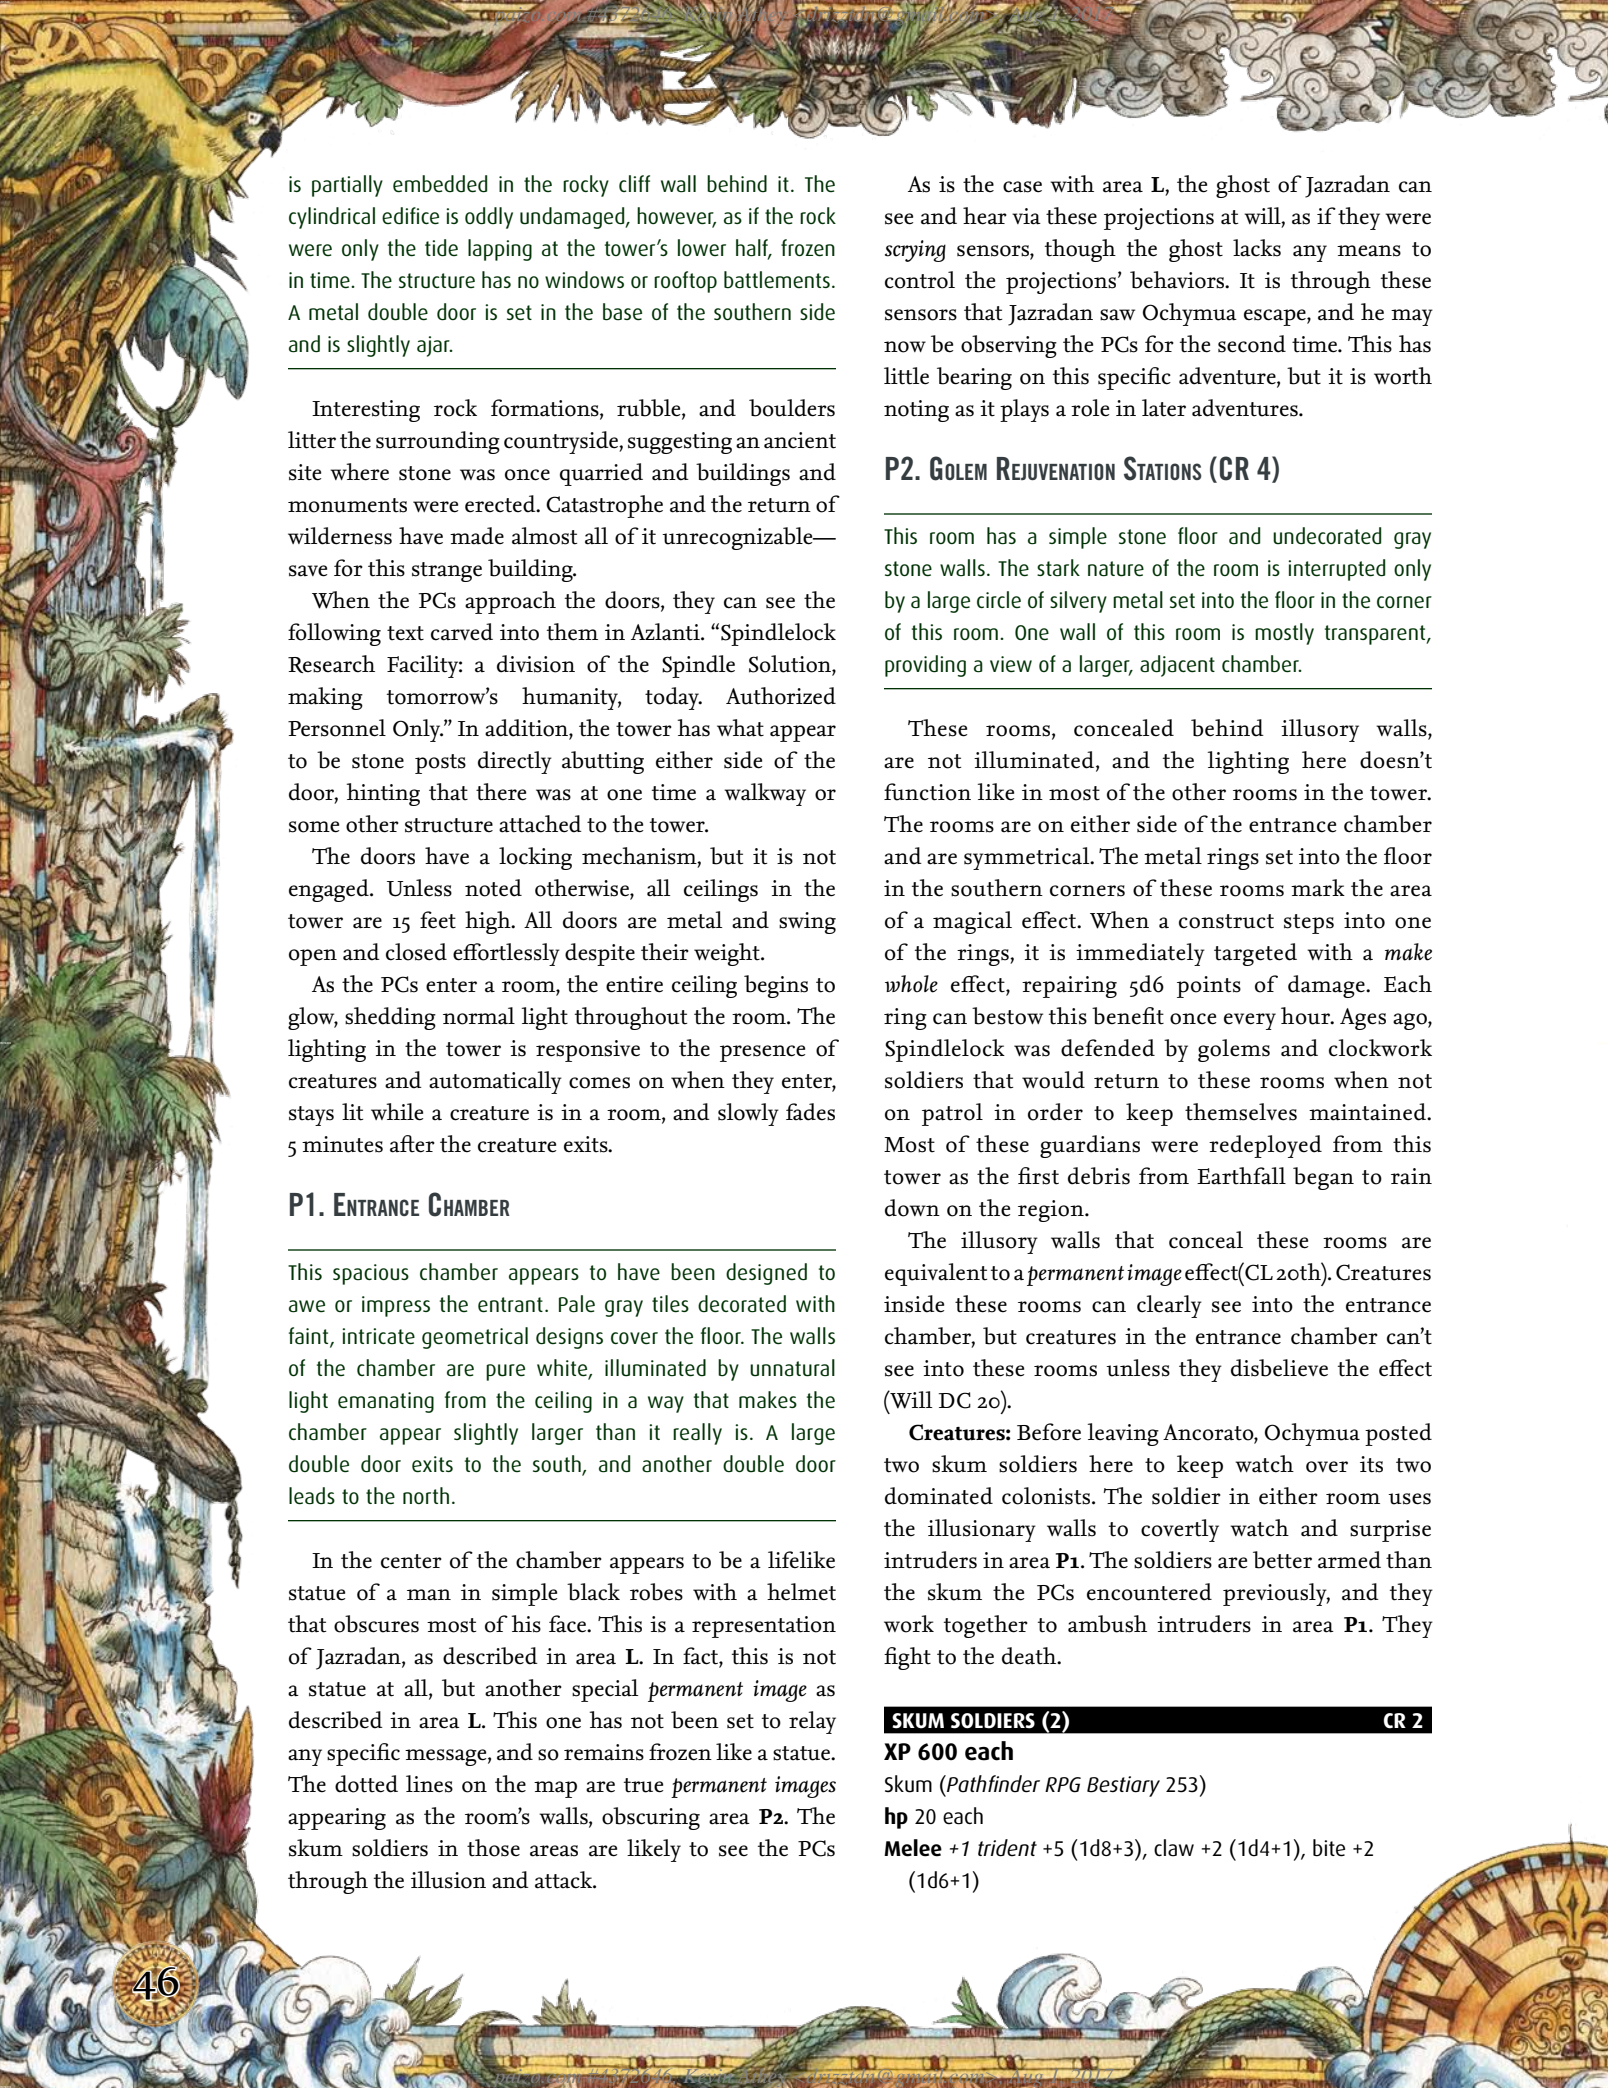 is partially embedded in the rocky cliff wall behind it. The
cylindrical edifice is oddly undamaged, however, as if the rock
were only the tide lapping at the tower's lower half, frozen
in time. The structure has no windows or rooftop battlements.
A metal double door is set in the base of the southern side
and is slightly ajar.
Interesting rock formations, rubble, and boulders
litter the surrounding countryside, suggesting an ancient
site where stone was once quarried and buildings and
monuments were erected. Catastrophe and the return of
wilderness have made almost all of it unrecognizable—
save for this strange building.
When the PCs approach the doors, they can see the
following text carved into them in Azlanti. “Spindlelock
Research Facility: a division of the Spindle Solution,
making tomorrow's humanity, today. Authorized
Personnel Only.” In addition, the tower has what appear
to be stone posts directly abutting either side of the
door, hinting that there was at one time a walkway or
some other structure attached to the tower.
The doors have a locking mechanism, but it is not
engaged. Unless noted otherwise, all ceilings in the
tower are 15 feet high. All doors are metal and swing
open and closed effortlessly despite their weight.
As the PCs enter a room, the entire ceiling begins to
glow, shedding normal light throughout the room. The
lighting in the tower is responsive to the presence of
creatures and automatically comes on when they enter,
stays lit while a creature is in a room, and slowly fades
5 minutes after the creature exits.
P1. Entrance Chamber
This spacious chamber appears to have been designed to
awe or impress the entrant. Pale gray tiles decorated with
faint, intricate geometrical designs cover the floor. The walls
of the chamber are pure white, illuminated by unnatural
light emanating from the ceiling in a way that makes the
chamber appear slightly larger than it really is. A large
double door exits to the south, and another double door
leads to the north.
In the center of the chamber appears to be a lifelike
statue of a man in simple black robes with a helmet
that obscures most of his face. This is a representation
of Jazradan, as described in area L. In fact, this is not
a statue at all, but another special permanent image as
described in area L. This one has not been set to relay
any specific message, and so remains frozen like a statue.
The dotted lines on the map are true permanent images
appearing as the room's walls, obscuring area P2. The
skum soldiers in those areas are likely to see the PCs
through the illusion and attack.
As is the case with area L, the ghost of Jazradan can
see and hear via these projections at will, as if they were
scrying sensors, though the ghost lacks any means to
control the projections' behaviors. It is through these
sensors that Jazradan saw Ochymua escape, and he may
now be observing the PCs for the second time. This has
little bearing on this specific adventure, but it is worth
noting as it plays a role in later adventures.
P2. Golem Rejuvenation Stations (CR 4)
This room has a simple stone floor and undecorated gray
stone walls. The stark nature of the room is interrupted only
by a large circle of silvery metal set into the floor in the corner
of this room. One wall of this room is mostly transparent,
providing a view of a larger, adjacent chamber.
These rooms, concealed behind illusory walls,
are not illuminated, and the lighting here doesn't
function like in most of the other rooms in the tower.
The rooms are on either side of the entrance chamber
and are symmetrical. The metal rings set into the floor
in the southern corners of these rooms mark the area
of a magical effect. When a construct steps into one
of the rings, it is immediately targeted with a make
whole effect, repairing 5d6 points of damage. Each
ring can bestow this benefit once every hour. Ages ago,
Spindlelock was defended by golems and clockwork
soldiers that would return to these rooms when not
on patrol in order to keep themselves maintained.
Most of these guardians were redeployed from this
tower as the first debris from Earthfall began to rain
down on the region.
The illusory walls that conceal these rooms are
equivalent to a permanent image effect(CL 20th). Creatures
inside these rooms can clearly see into the entrance
chamber, but creatures in the entrance chamber can't
see into these rooms unless they disbelieve the effect
(Will DC 20).
Creatures: Before leaving Ancorato, Ochymua posted
two skum soldiers here to keep watch over its two
dominated colonists. The soldier in either room uses
the illusionary walls to covertly watch and surprise
intruders in area P1. The soldiers are better armed than
the skum the PCs encountered previously, and they
work together to ambush intruders in area P1. They
fight to the death.
SKUM SOLDIERS (2) CR 2
XP 600 each
Skum (Pathfinder RPG Bestiary 253)
hp 20 each
Melee +1 trident +5 (1d8+3), claw +2 (1d4+1), bite +2
(1d6+1)
46